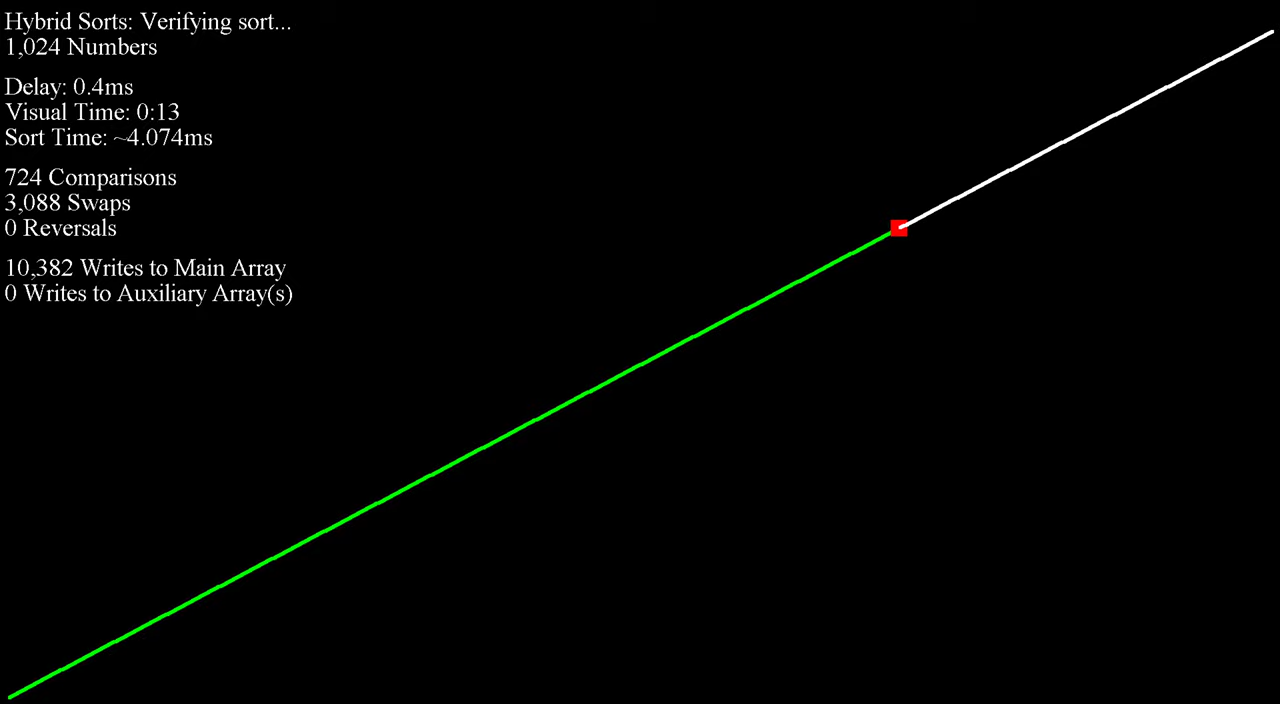 Hybrid Sorts: Verifying sort...
1,024 Numbers
Delay: 0.4ms
Visual Time: 0:13
Sort Time: ~4.074ms
724 Comparisons
3,088 Swaps
0 Reversals
10,382 Writes to Main Array
0 Writes to Auxiliary Array(s)